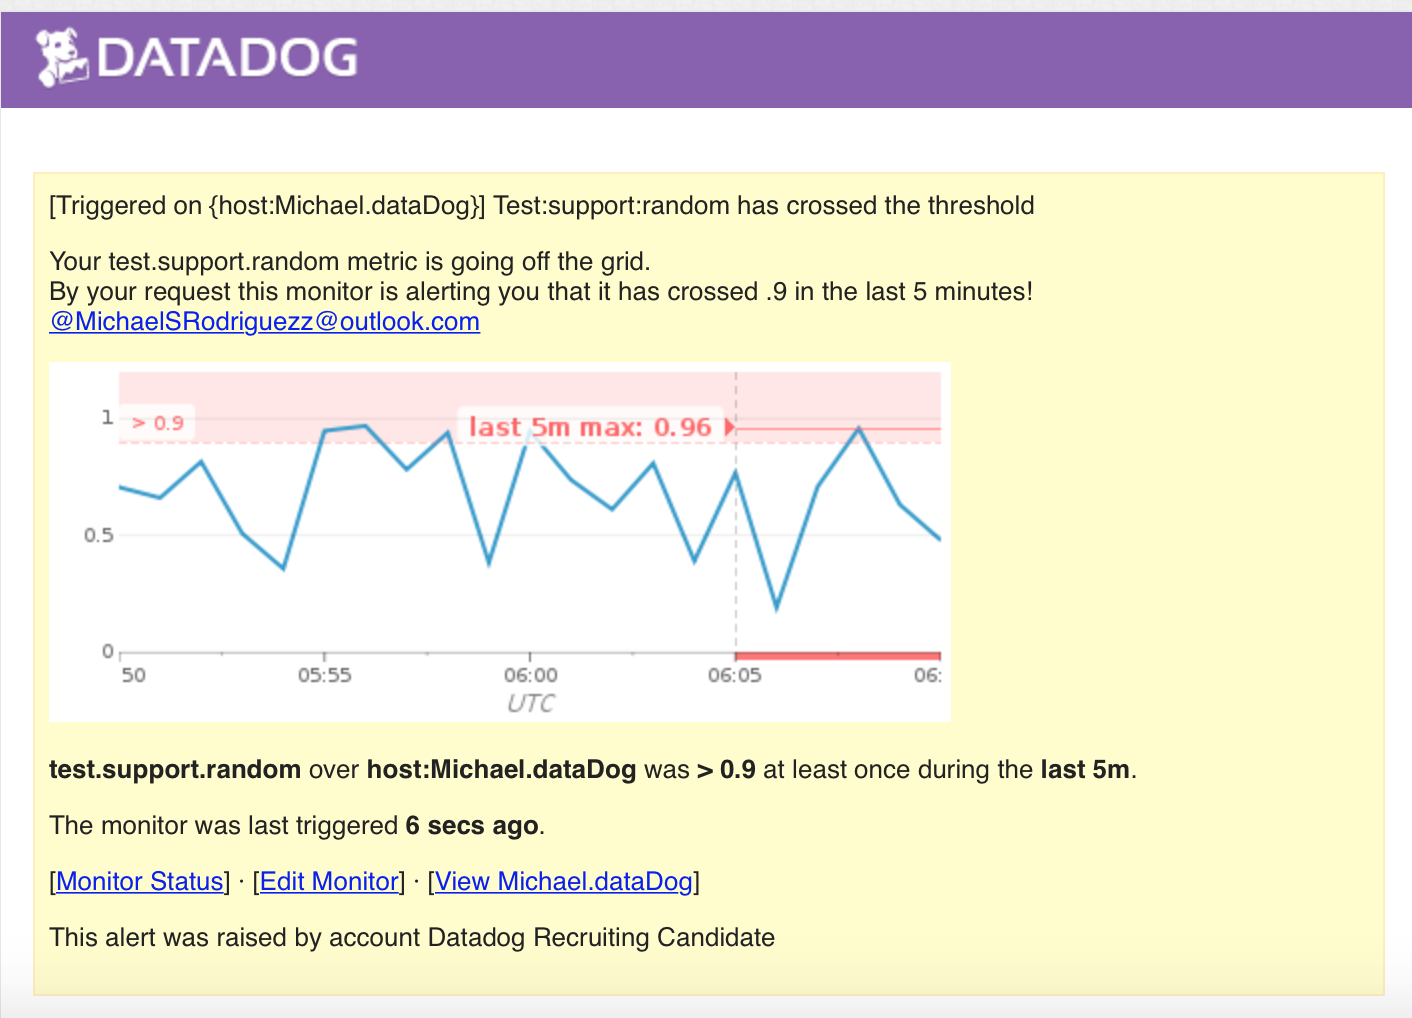 DATADOG
[Triggered on {host:Michael.dataDog}] Test:support:random has crossed the threshold
Your test.support.random metric is going off the grid.
By your request this monitor is alerting you that it has crossed .9 in the last 5 minutes!
@MichaelSRodriguezz@outlook.com
1
> 0.9
last 5m max: 0.96
0.5
0
50
05:55
06:00
06:05
06:
UTC
test.support.random over host:Michael.dataDog was > 0.9 at least once during the last 5m.
The monitor was last triggered 6 secs ago.
[Monitor Status] · [Edit Monitor] · [View Michael.dataDog]
This alert was raised by account Datadog Recruiting Candidate